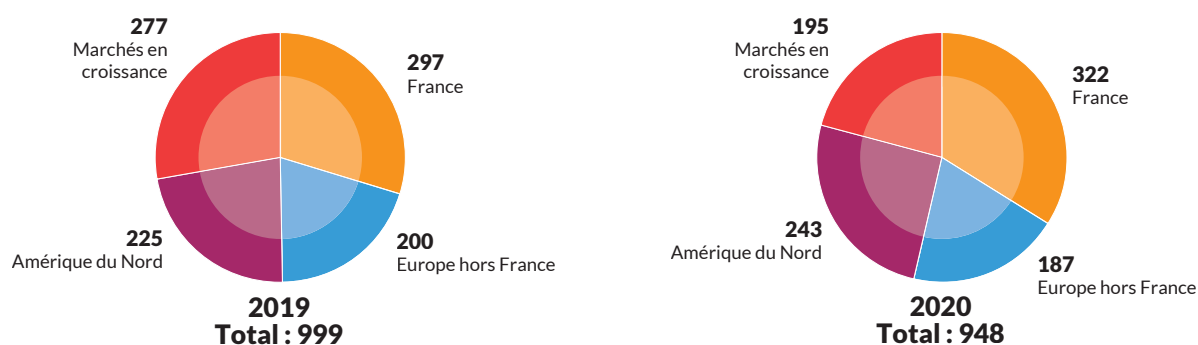 277
Marchés en
croissance
297
France
225
Amérique du Nord
200
Europe hors France
2019
Total : 999
195
Marchés en
croissance
322
France
243
Amérique du Nord
187
Europe hors France
2020
Total : 948